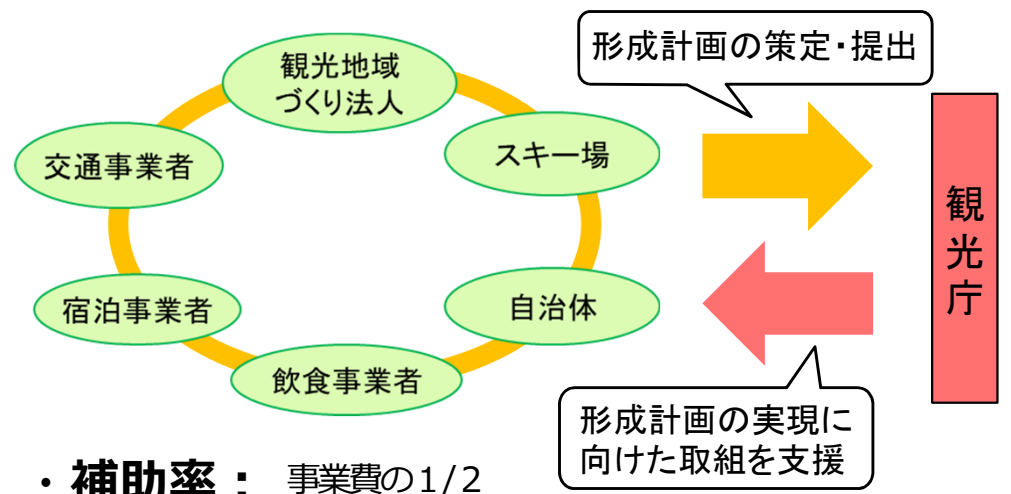 形成計画の策定・提出
観光地域
づくり法人
スキー場
交通事業者
観光庁
宿泊事業者
自治体
飲食事業者
形成計画の実現に
向けた取組を支援
・補助率： 事業費の1/2